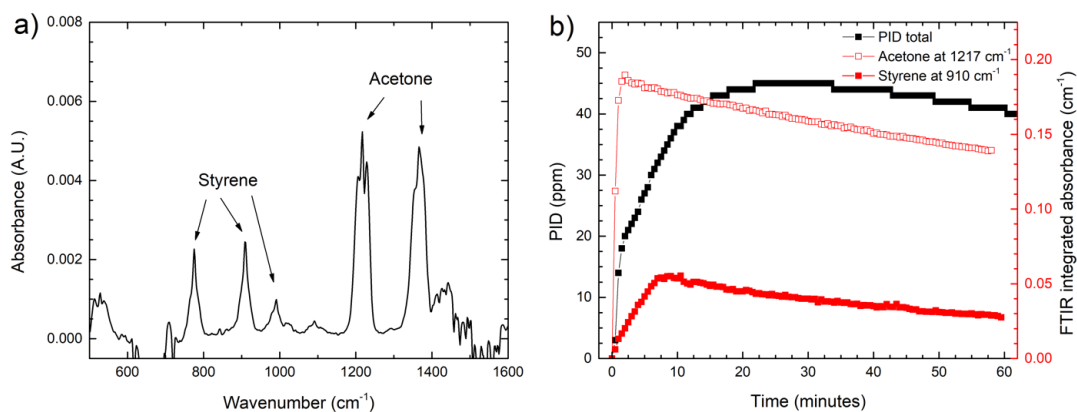 a)
0.008
0.006
0.004
0.002
0.000
Absorbance (A.U.)
Acetone
Styrene
600 800 1000 1200 1400 1600
Wavenumber (cm⁻¹)
b)
PID total
Acetone at 1217 cm⁻¹
Styrene at 910 cm⁻¹
50
40
30
20
10
0
PID (ppm)
0.20
0.15
0.10
0.05
0.00
FTIR integrated absorbance (cm⁻¹)
0 10 20 30 40 50 60
Time (minutes)